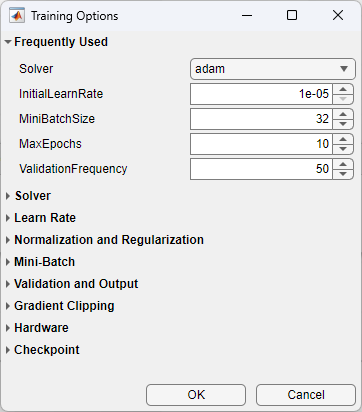 Training Options
Frequently Used
Solver adam
InitialLearnRate 1e-05
MiniBatchSize 32
MaxEpochs 10
ValidationFrequency 50
Solver
Learn Rate
Normalization and Regularization
Mini-Batch
Validation and Output
Gradient Clipping
Hardware
Checkpoint
OK Cancel